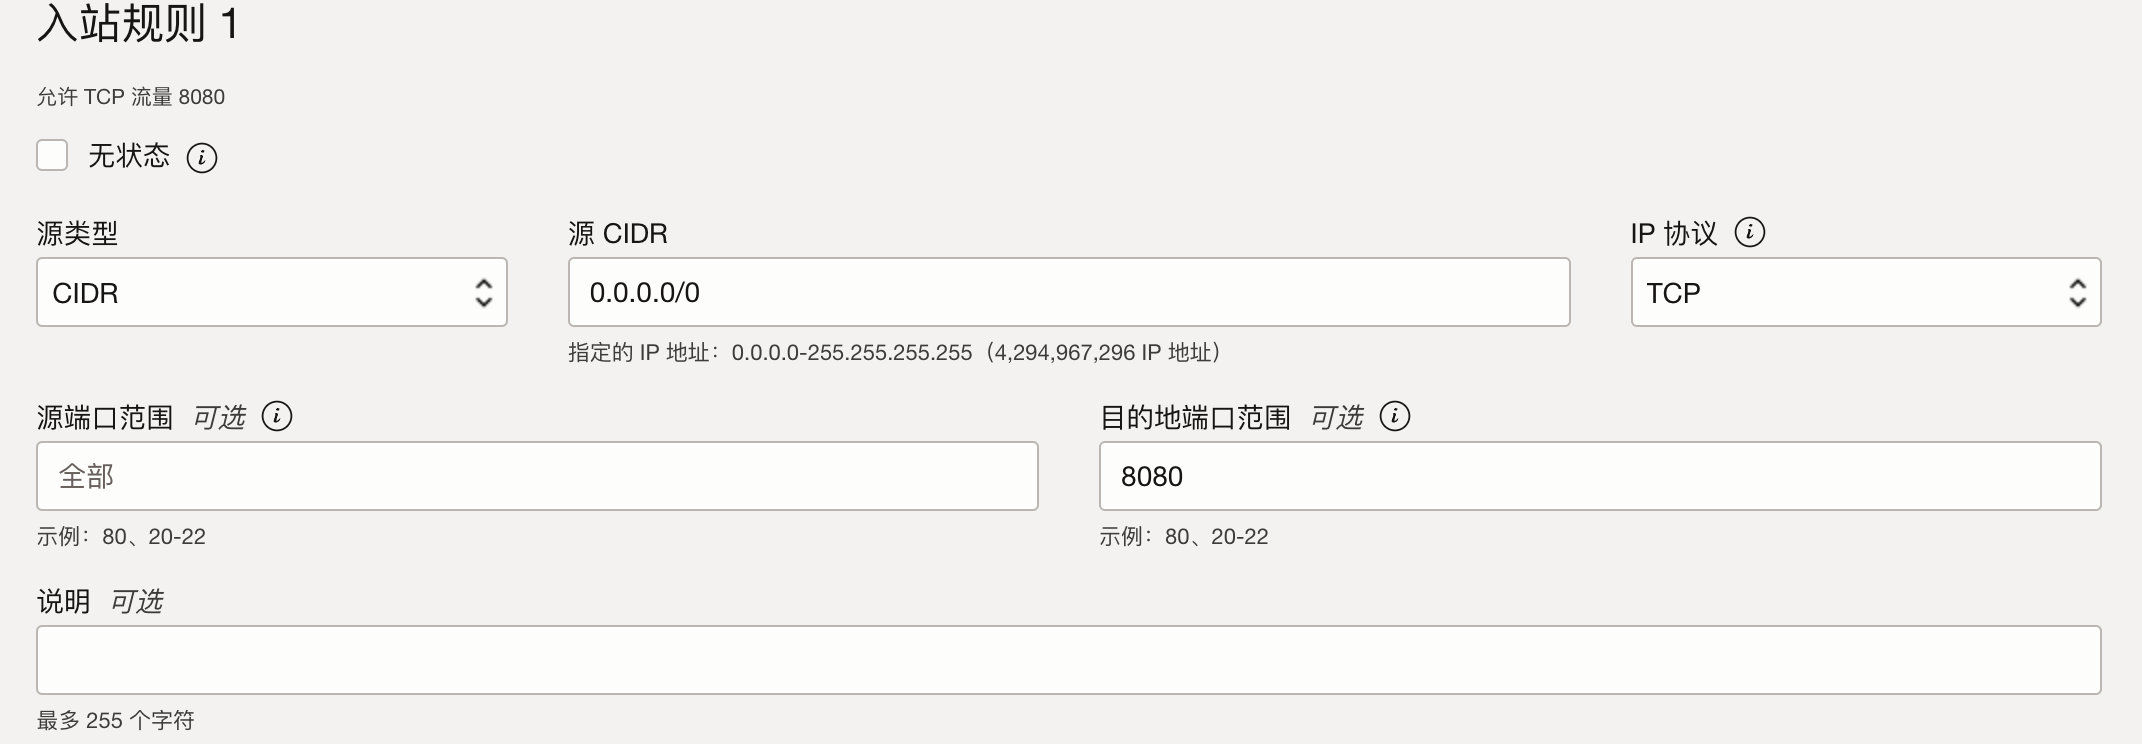 入站规则 1
允许 TCP 流量 8080
无状态
源类型 源 CIDR IP 协议
CIDR 0.0.0.0/0 TCP
指定的 IP 地址：0.0.0.0-255.255.255.255（4,294,967,296 IP 地址）
源端口范围 可选 目的地端口范围 可选
全部 8080
示例：80、20-22 示例：80、20-22
说明 可选
最多 255 个字符